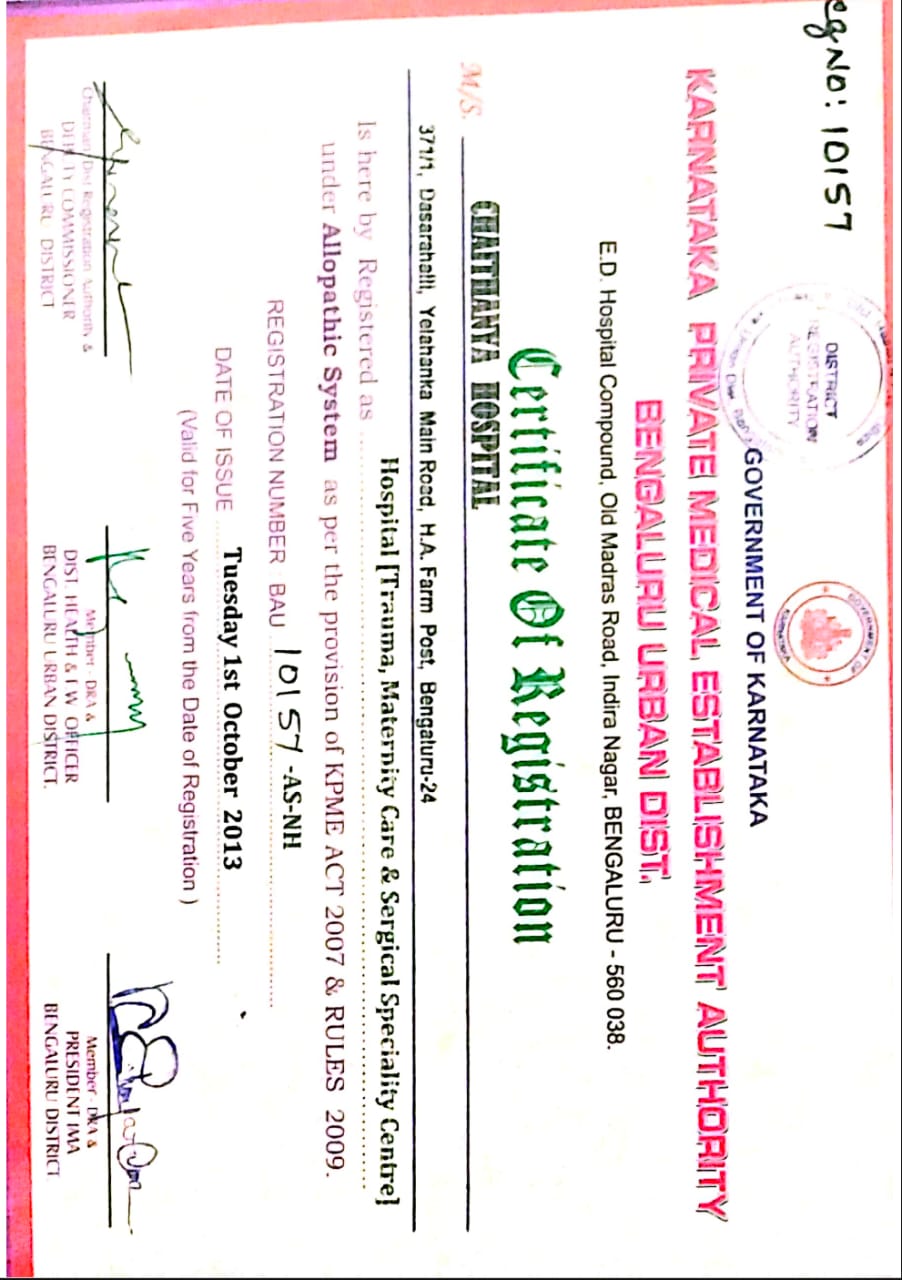 eg No: 10157
DISTRICT
REGISTRATION
AUTHORITY
GOVERNMENT OF
KARNATAKA
GOVERNMENT OF KARNATAKA
KARNATAKA PRIVATE MEDICAL ESTABLISHMENT AUTHORITY
BENGALURU URBAN DIST.
E.D. Hospital Compound, Old Madras Road, Indira Nagar, BENGALURU - 560 038.
Certificate Of Registration
M/S. CHAITHANYA HOSPITAL
371/1, Dasarahalli, Yelahanka Main Road, H.A. Farm Post, Bengaluru-24
Is here by Registered as Hospital [Trauma, Maternity Care & Sergical Speciality Centre]
under Allopathic System as per the provision of KPME ACT 2007 & RULES 2009.
REGISTRATION NUMBER BAU 10157 -AS-NH
DATE OF ISSUE Tuesday 1st October 2013
(Valid for Five Years from the Date of Registration )
Chairman Dist Registration Authority &
DEPUTY COMMISSIONER
BENGALURU DISTRICT
Member - DRA &
DIST. HEALTH & F W OFFICER
BENGALURU URBAN DISTRICT.
Member - DRA &
PRESIDENT IMA
BENGALURU DISTRICT